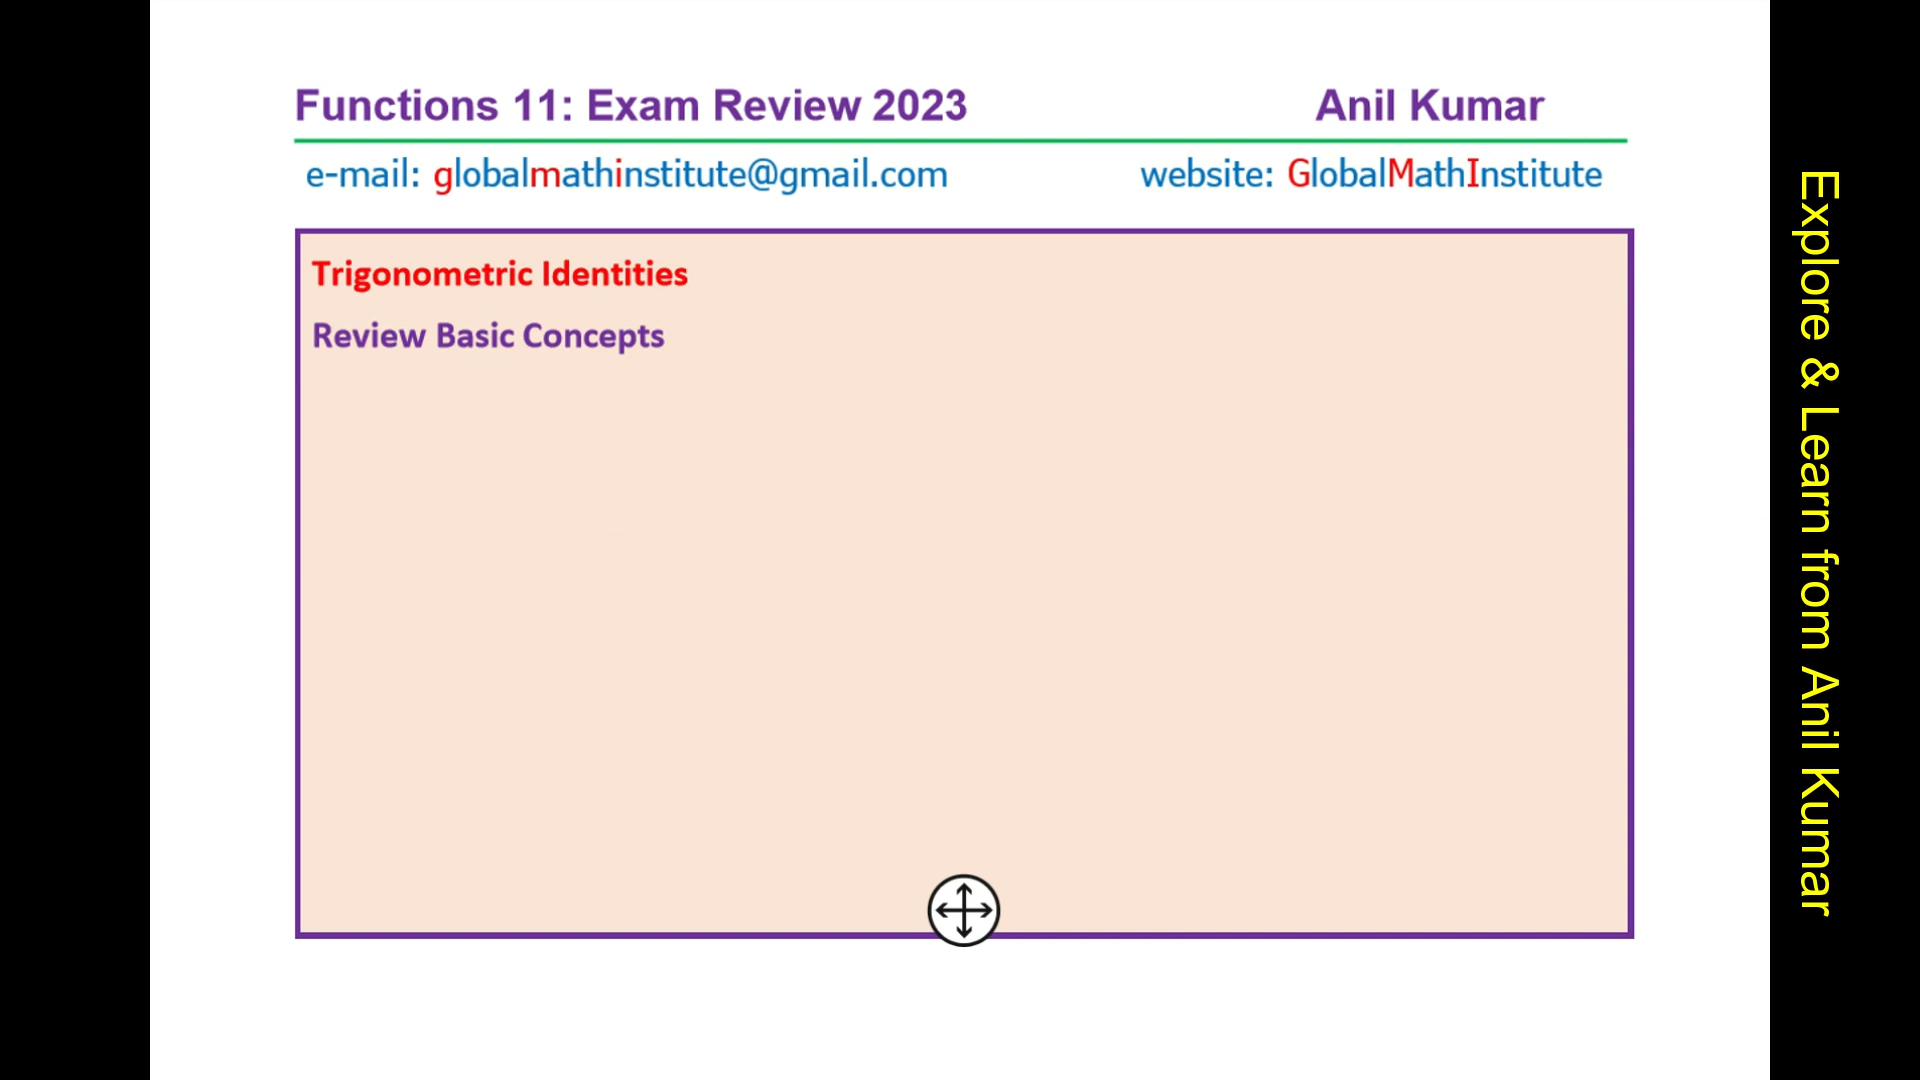 Functions 11: Exam Review 2023 Anil Kumar
e-mail: globalmathinstitute@gmail.com website: GlobalMathInstitute
Trigonometric Identities
Review Basic Concepts
Explore & Learn from Anil Kumar